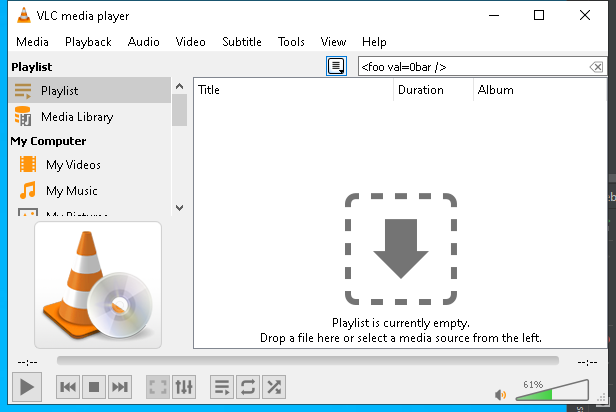 VLC media player
Media Playback Audio Video Subtitle Tools View Help
Playlist
<foo val=0bar />
Playlist
Title Duration Album
Media Library
My Computer
My Videos
My Music
My Pictures
Playlist is currently empty.
Drop a file here or select a media source from the left.
--:-- --:--
61%